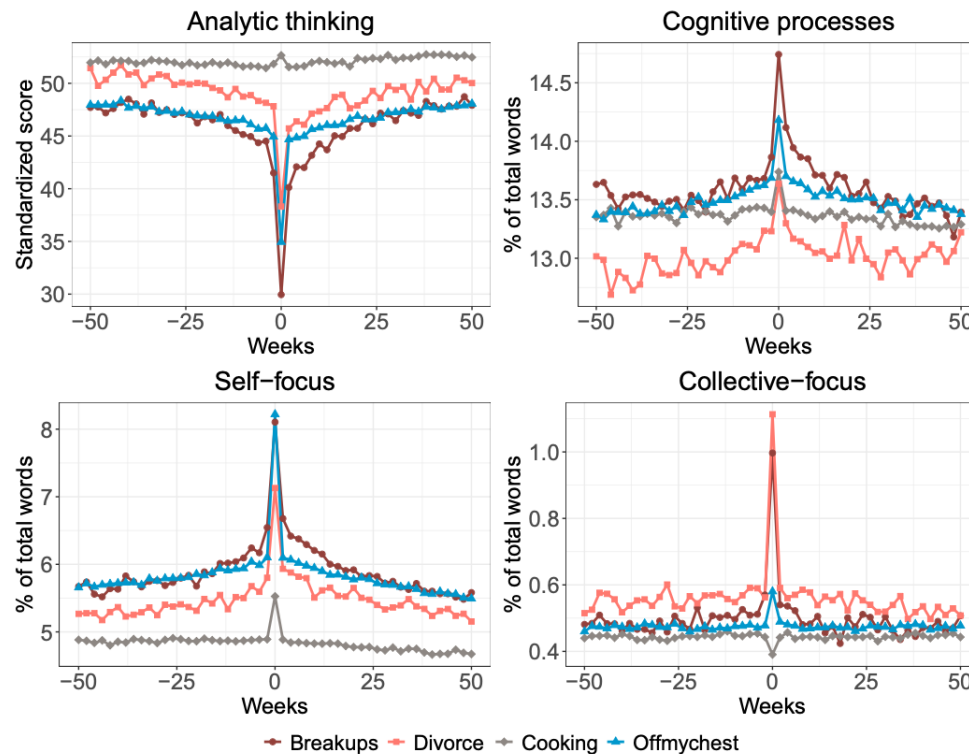 Analytic thinking
Standardized score
50
45
40
35
30
−50 −25 0 25 50
Weeks
Cognitive processes
% of total words
14.5
14.0
13.5
13.0
−50 −25 0 25 50
Weeks
Self−focus
% of total words
8
7
6
5
−50 −25 0 25 50
Weeks
Collective−focus
% of total words
1.0
0.8
0.6
0.4
−50 −25 0 25 50
Weeks
Breakups Divorce Cooking Offmychest